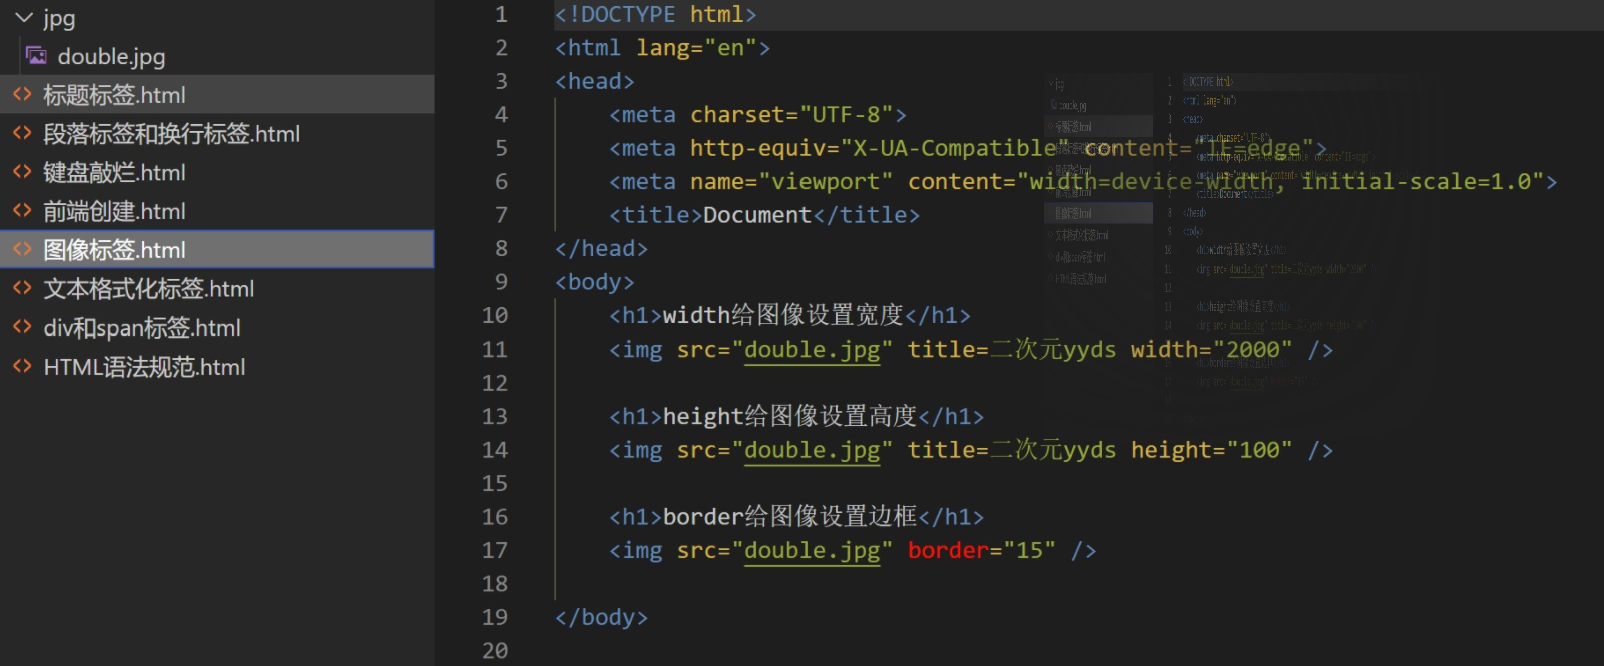 jpg
double.jpg
标题标签.html
段落标签和换行标签.html
键盘敲烂.html
前端创建.html
图像标签.html
文本格式化标签.html
div和span标签.html
HTML语法规范.html
1 <!DOCTYPE html>
2 <html lang="en">
3 <head>
4 <meta charset="UTF-8">
5 <meta http-equiv="X-UA-Compatible" content="IE=edge">
6 <meta name="viewport" content="width=device-width, initial-scale=1.0">
7 <title>Document</title>
8 </head>
9 <body>
10 <h1>width给图像设置宽度</h1>
11 <img src="double.jpg" title=二次元yyds width="2000" />
12
13 <h1>height给图像设置高度</h1>
14 <img src="double.jpg" title=二次元yyds height="100" />
15
16 <h1>border给图像设置边框</h1>
17 <img src="double.jpg" border="15" />
18
19 </body>
20